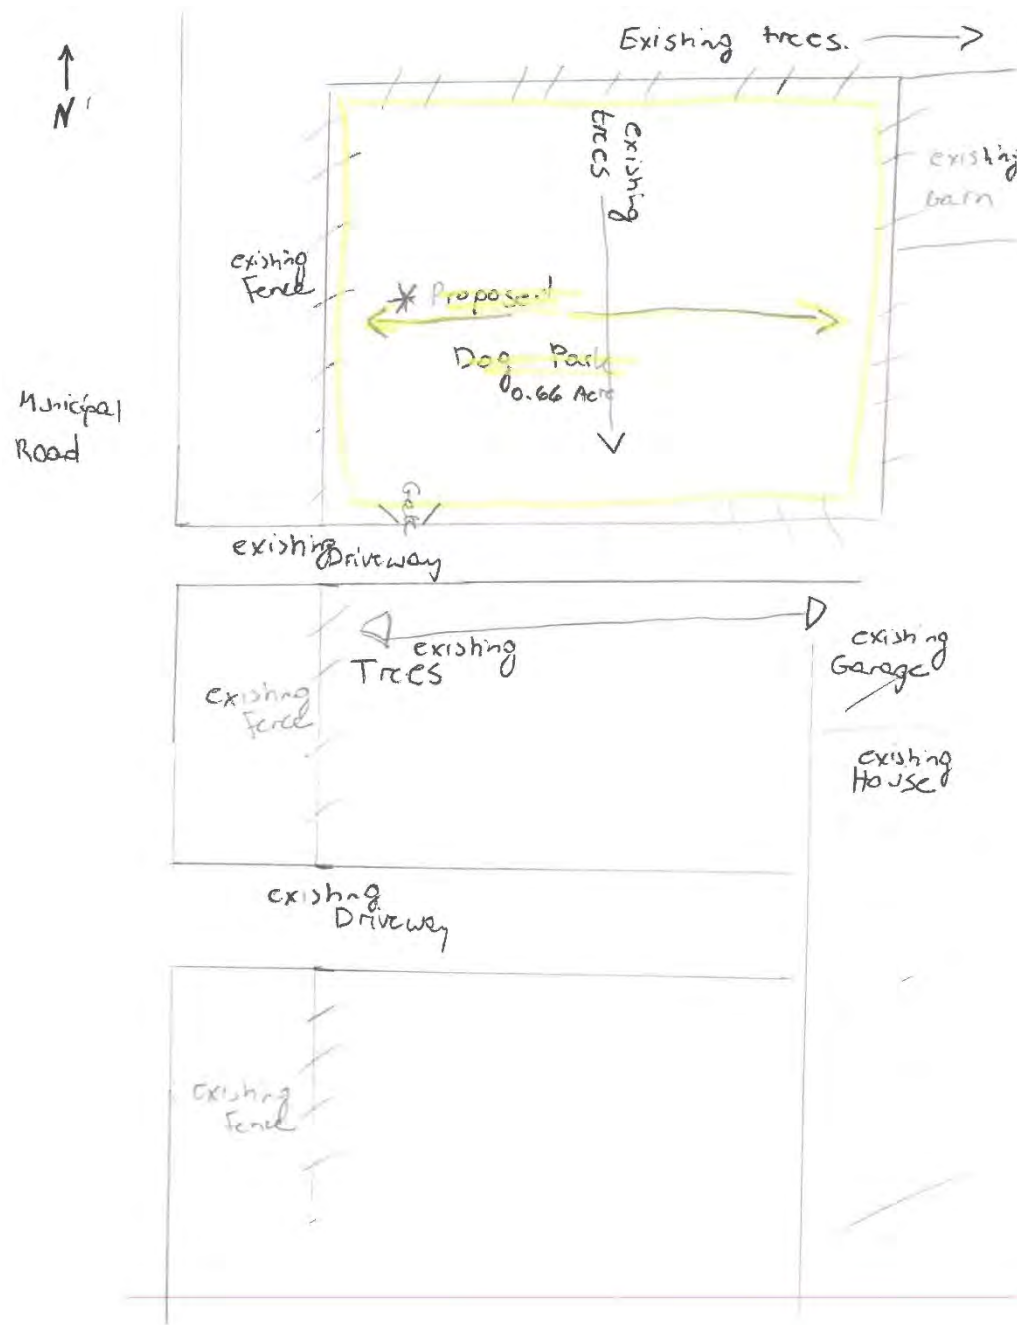 Existing trees.
N
existing
trees
existing
barn
existing
Fence
* Proposed
Dog Park
0.66 Acre
Municipal
Road
Gate
existing
Driveway
existing
Trees
existing
Garage
existing
Fence
existing
House
existing
Driveway
existing
Fence